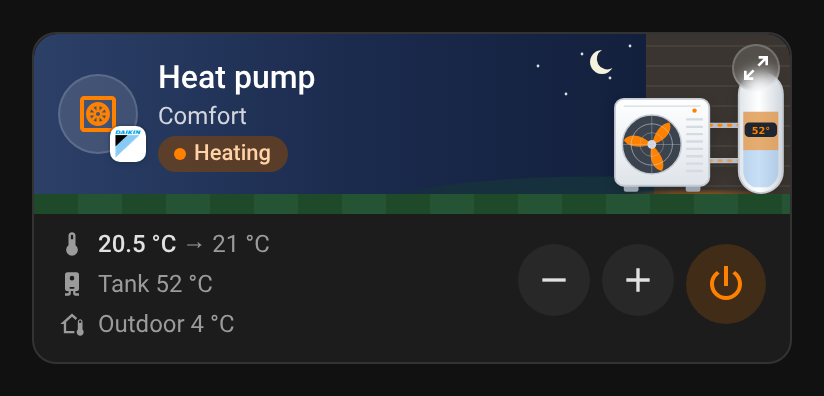 Heat pump
Comfort
DAIKIN
Heating
52°
20.5 °C → 21 °C
Tank 52 °C
Outdoor 4 °C